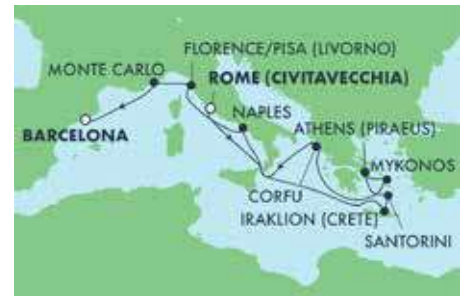 FLORENCE/PISA (LIVORNO)
MONTE CARLO
ROME (CIVITAVECCHIA)
NAPLES
BARCELONA
ATHENS (PIRAEUS)
MYKONOS
CORFU
IRAKLION (CRETE)
SANTORINI